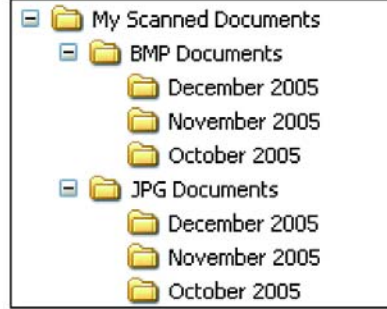 My Scanned Documents
BMP Documents
December 2005
November 2005
October 2005
JPG Documents
December 2005
November 2005
October 2005